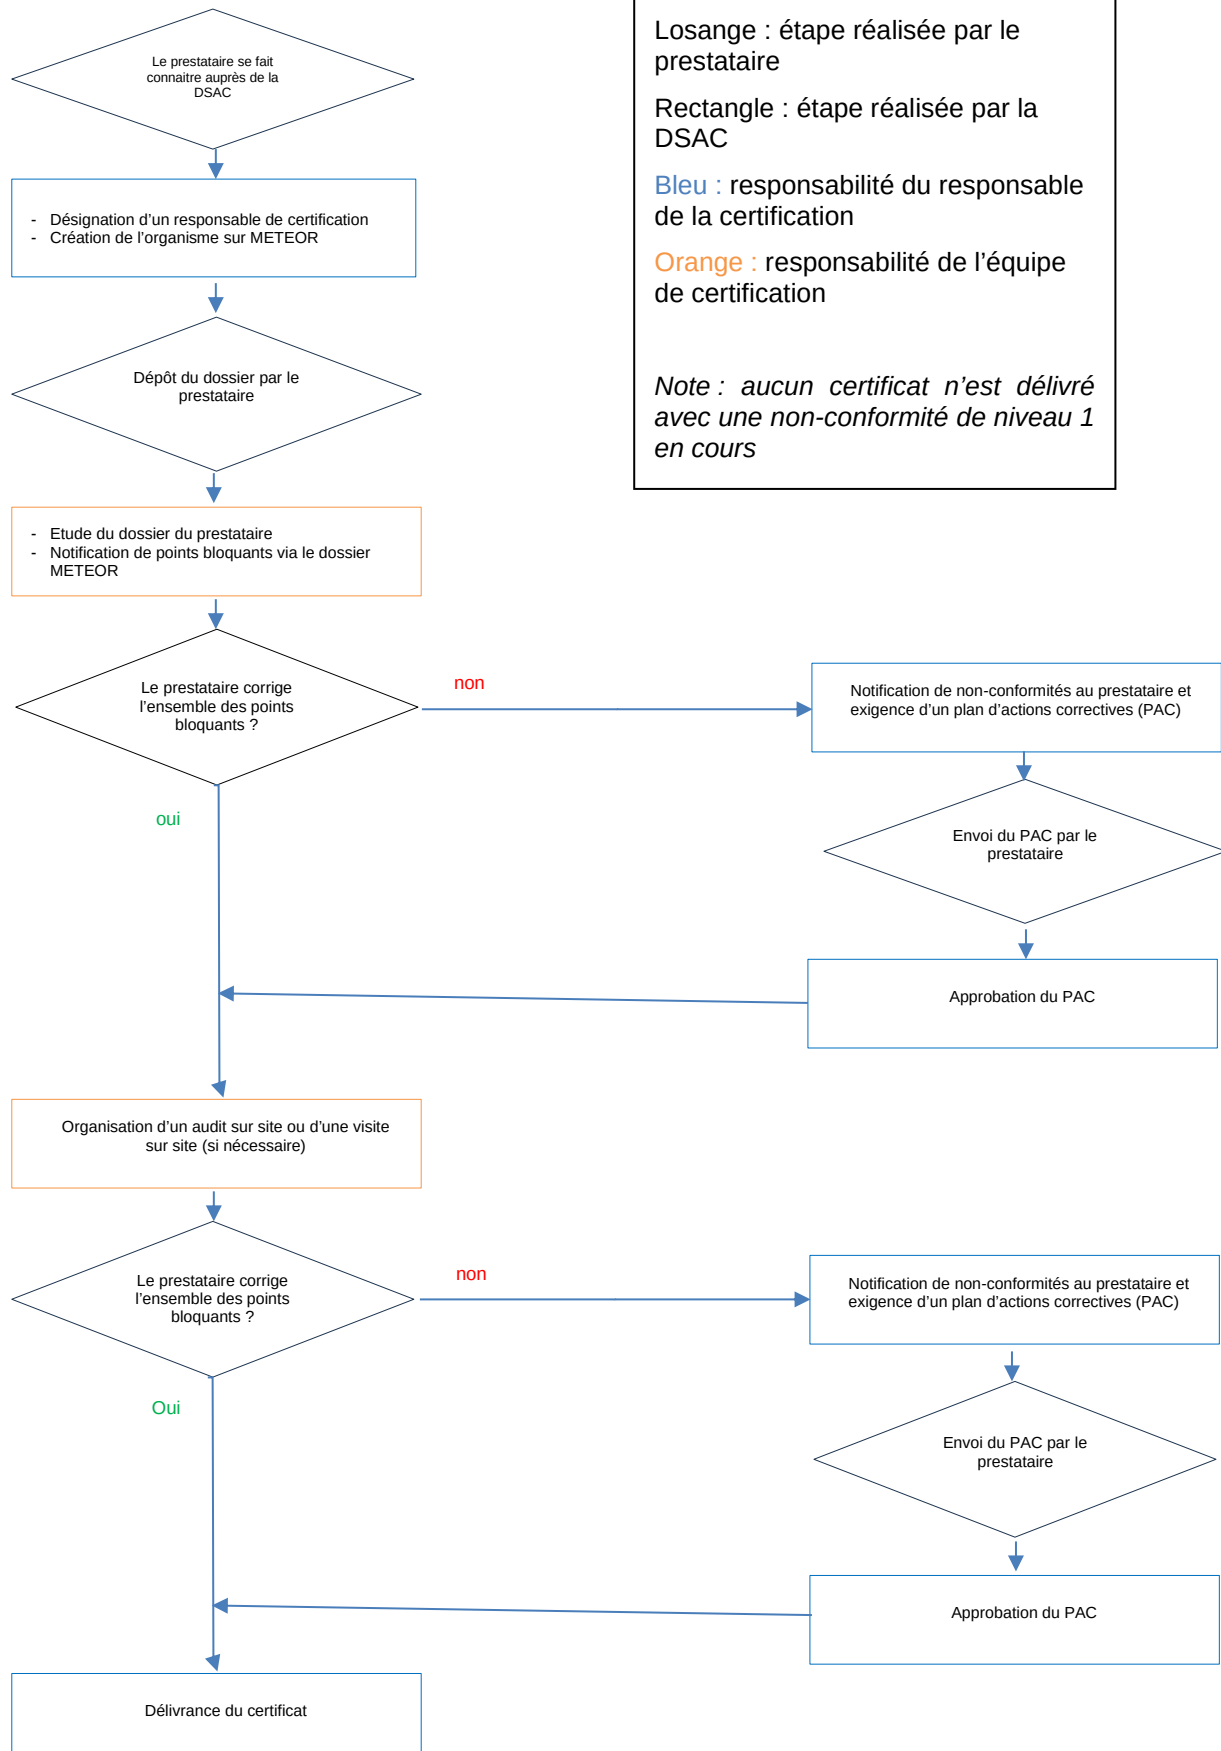 Le prestataire se fait
connaitre auprès de la
DSAC
Losange : étape réalisée par le
prestataire
Rectangle : étape réalisée par la
DSAC
Bleu : responsabilité du responsable
de la certification
Orange : responsabilité de l’équipe
de certification
Note : aucun certificat n’est délivré
avec une non-conformité de niveau 1
en cours
- Désignation d’un responsable de certification
- Création de l’organisme sur METEOR
Dépôt du dossier par le
prestataire
- Etude du dossier du prestataire
- Notification de points bloquants via le dossier
METEOR
Le prestataire corrige
l’ensemble des points
bloquants ?
non
Notification de non-conformités au prestataire et
exigence d’un plan d’actions correctives (PAC)
oui
Envoi du PAC par le
prestataire
Approbation du PAC
Organisation d’un audit sur site ou d’une visite
sur site (si nécessaire)
Le prestataire corrige
l’ensemble des points
bloquants ?
non
Notification de non-conformités au prestataire et
exigence d’un plan d’actions correctives (PAC)
Oui
Envoi du PAC par le
prestataire
Approbation du PAC
Délivrance du certificat